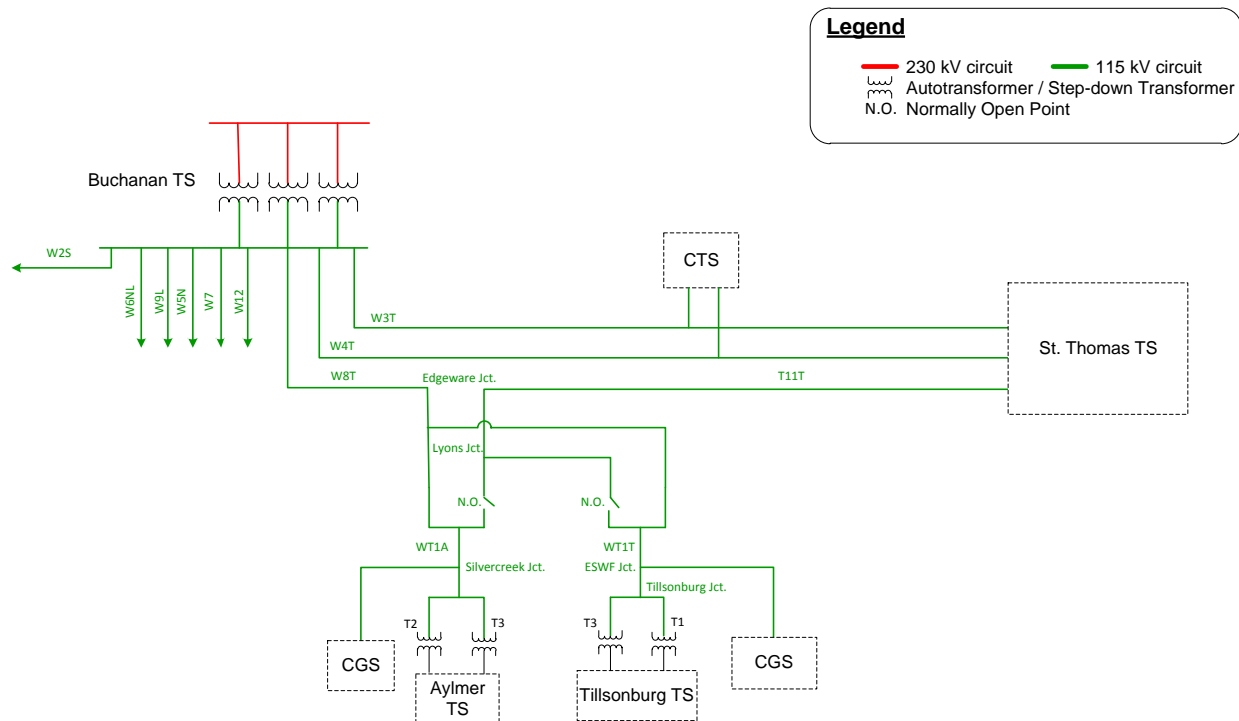 Legend
230 kV circuit
115 kV circuit
Autotransformer / Step-down Transformer
N.O. Normally Open Point
Buchanan TS
W2S
W6NL
W9L
W5N
W7
W12
CTS
W3T
St. Thomas TS
W4T
W8T
Edgeware Jct.
T11T
Lyons Jct.
N.O.
N.O.
WT1A
WT1T
Silvercreek Jct.
ESWF Jct.
Tillsonburg Jct.
T2
T3
T3
T1
CGS
CGS
Aylmer
TS
Tillsonburg TS